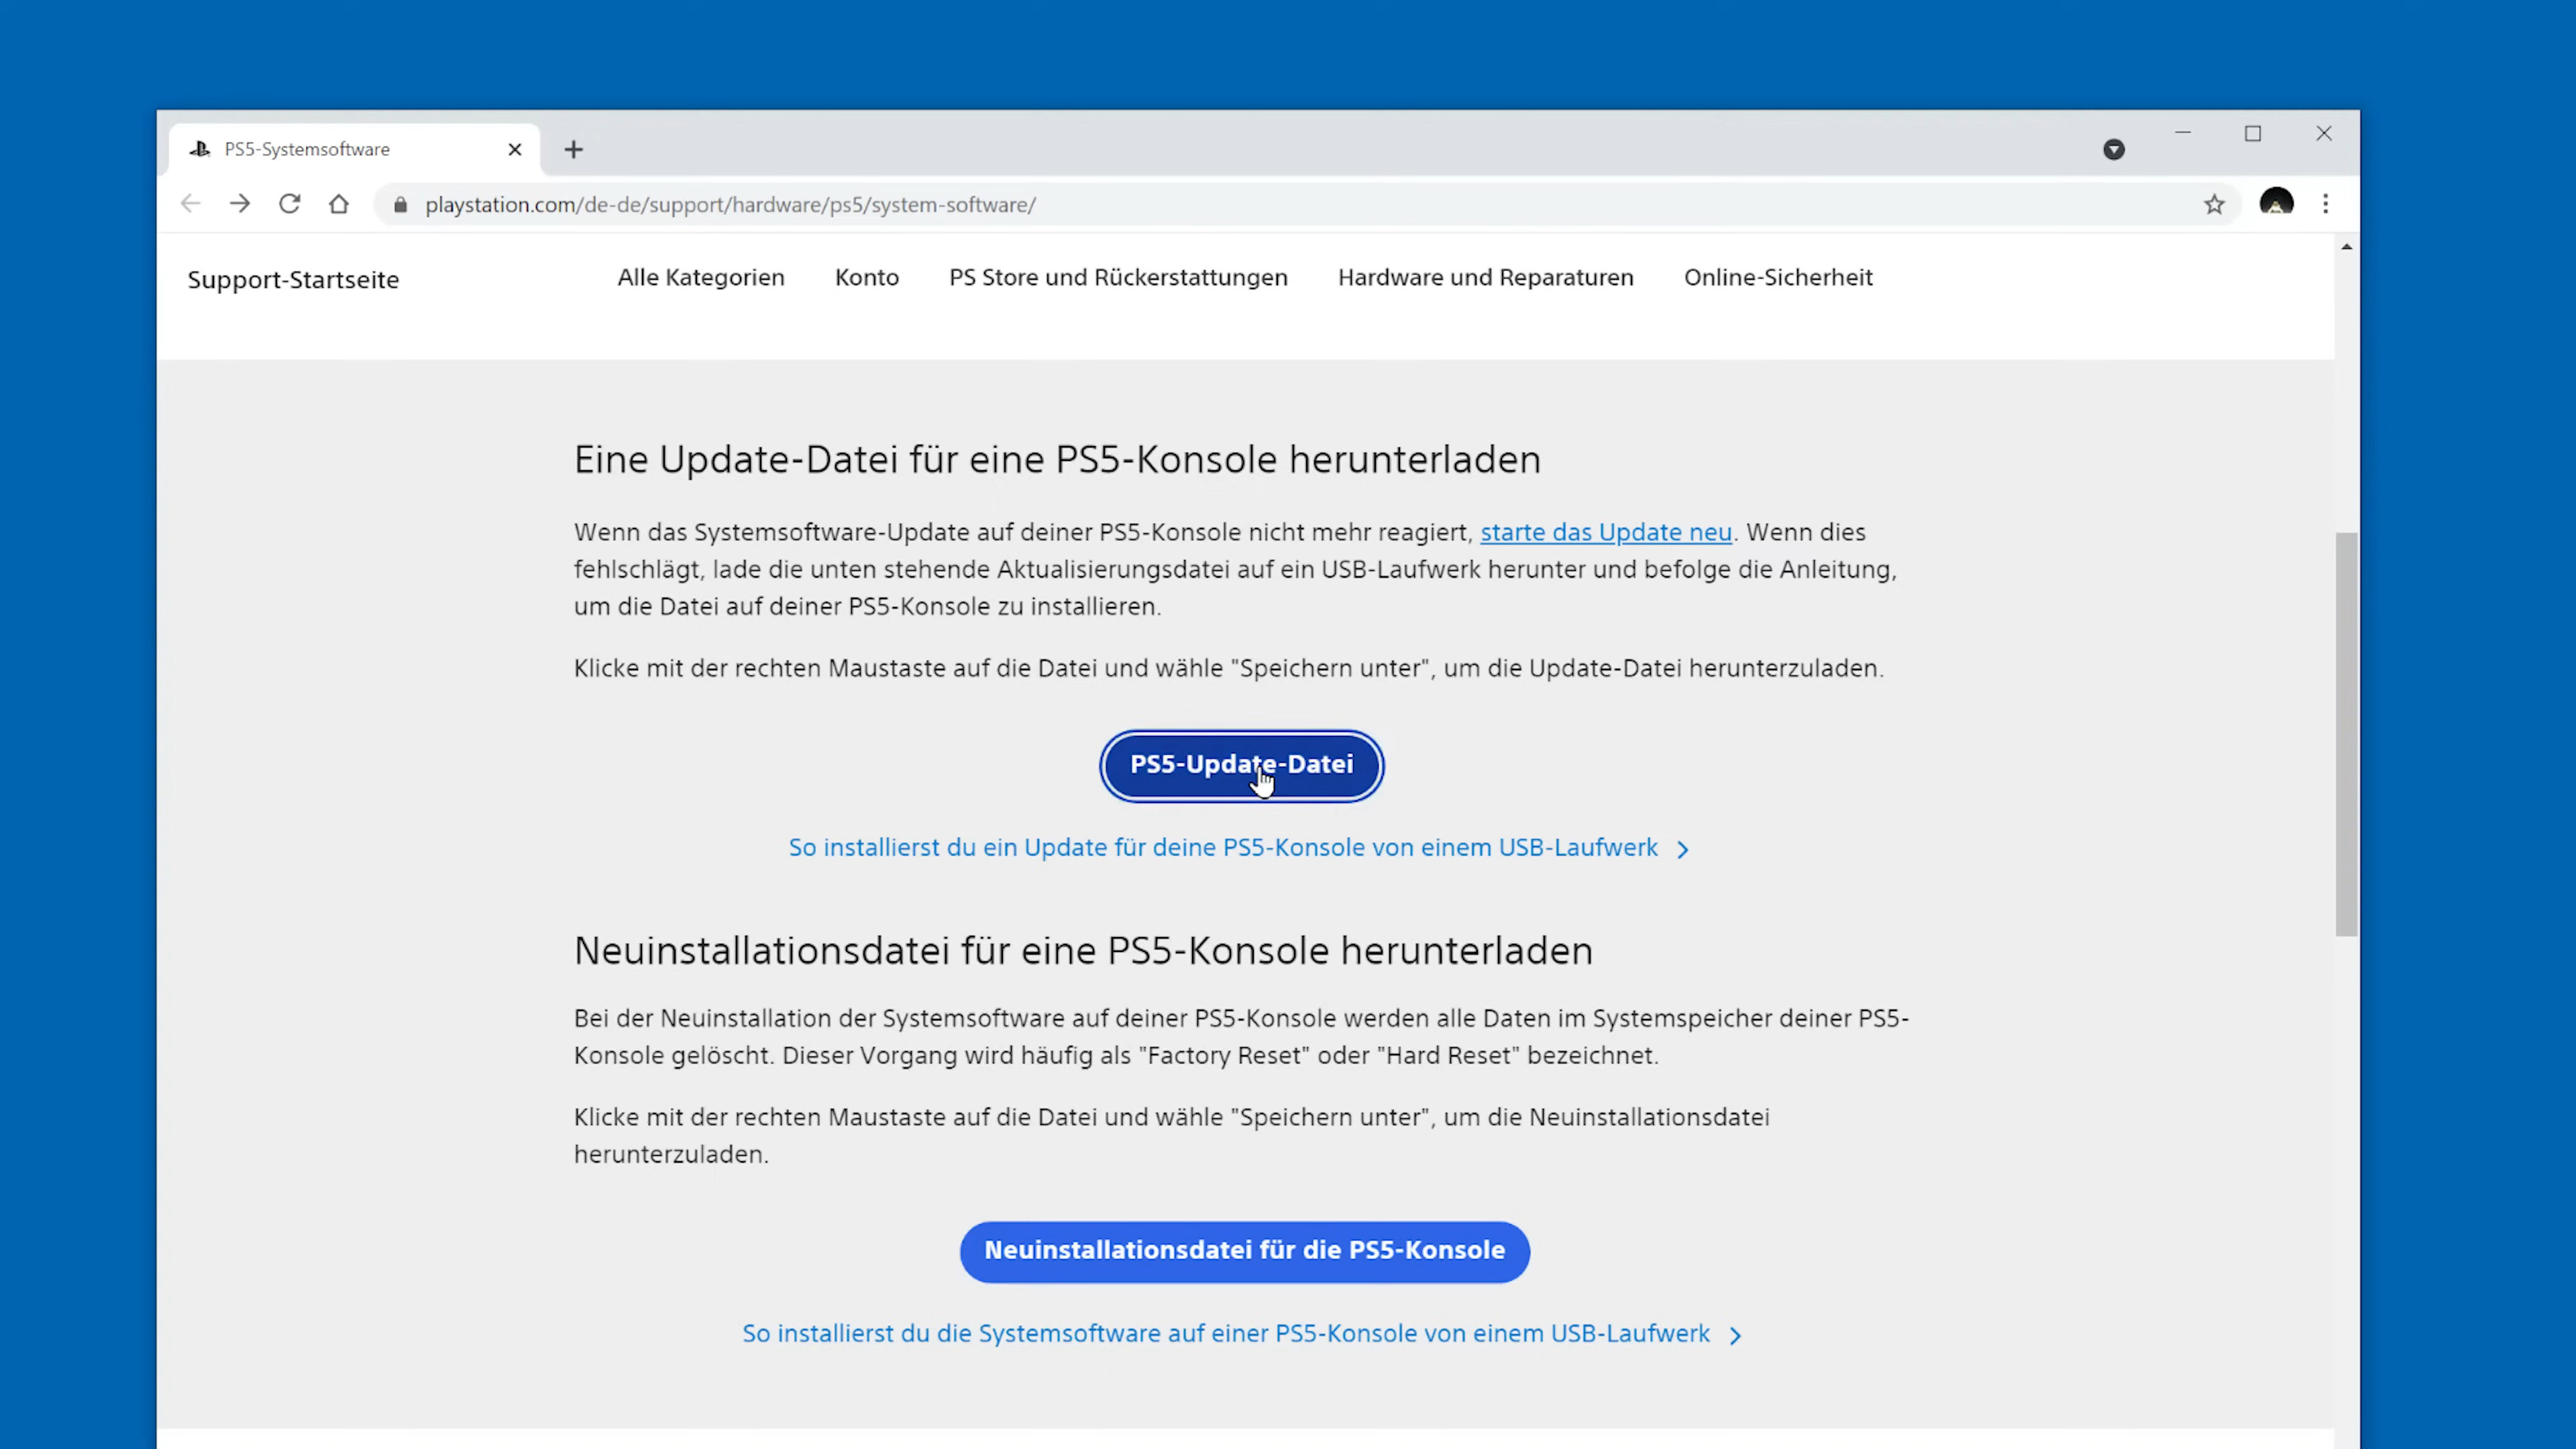 PS5-Systemsoftware
playstation.com/de-de/support/hardware/ps5/system-software/
Support-Startseite
Alle Kategorien
Konto
PS Store und Rückerstattungen
Hardware und Reparaturen
Online-Sicherheit
Eine Update-Datei für eine PS5-Konsole herunterladen
Wenn das Systemsoftware-Update auf deiner PS5-Konsole nicht mehr reagiert, starte das Update neu. Wenn dies
fehlschlägt, lade die unten stehende Aktualisierungsdatei auf ein USB-Laufwerk herunter und befolge die Anleitung,
um die Datei auf deiner PS5-Konsole zu installieren.
Klicke mit der rechten Maustaste auf die Datei und wähle "Speichern unter", um die Update-Datei herunterzuladen.
PS5-Update-Datei
So installierst du ein Update für deine PS5-Konsole von einem USB-Laufwerk
Neuinstallationsdatei für eine PS5-Konsole herunterladen
Bei der Neuinstallation der Systemsoftware auf deiner PS5-Konsole werden alle Daten im Systemspeicher deiner PS5-
Konsole gelöscht. Dieser Vorgang wird häufig als "Factory Reset" oder "Hard Reset" bezeichnet.
Klicke mit der rechten Maustaste auf die Datei und wähle "Speichern unter", um die Neuinstallationsdatei
herunterzuladen.
Neuinstallationsdatei für die PS5-Konsole
So installierst du die Systemsoftware auf einer PS5-Konsole von einem USB-Laufwerk